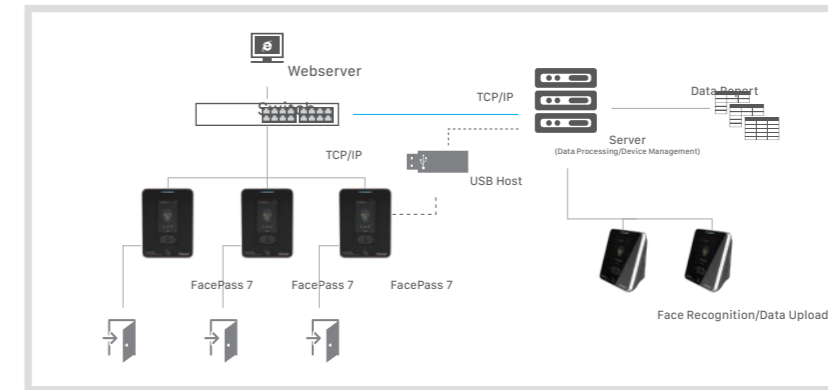 Webserver
Switch
TCP/IP
Data Report
TCP/IP
Server
(Data Processing/Device Management)
USB Host
FacePass 7
FacePass 7
FacePass 7
Face Recognition/Data Upload